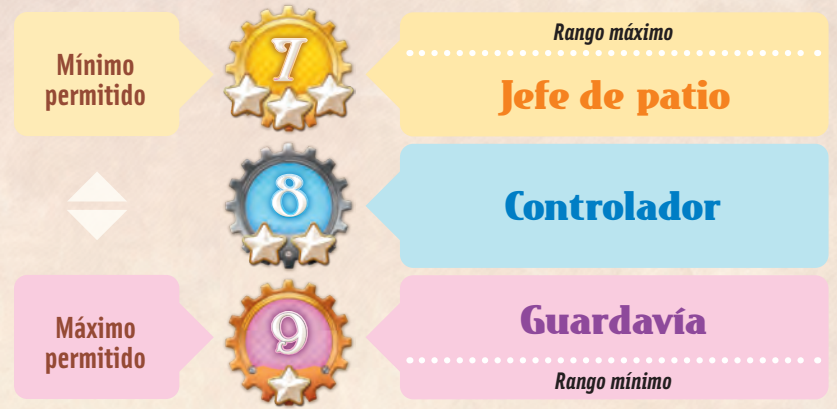 Mínimo
permitido
7
Rango máximo
Jefe de patio
8
Controlador
Máximo
permitido
9
Guardavía
Rango mínimo